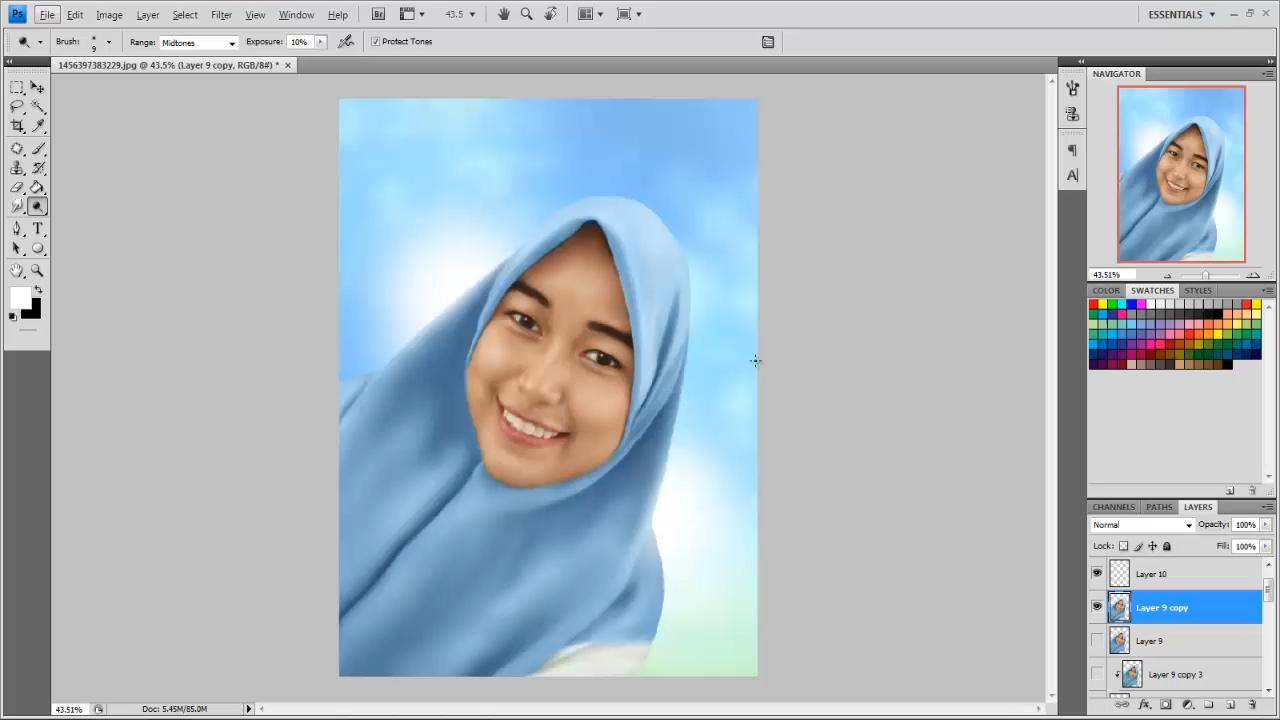 Ps File Edit Image Layer Select Filter View Window Help Br 43.5 ESSENTIALS
Brush: 9 Range: Midtones Exposure: 10% Protect Tones
1456397383229.jpg @ 43.5% (Layer 9 copy, RGB/8#) *
NAVIGATOR
43.51%
COLOR SWATCHES STYLES
CHANNELS PATHS LAYERS
Normal Opacity: 100%
Lock: Fill: 100%
Layer 10
Layer 9 copy
Layer 9
Layer 9 copy 3
43.51% Doc: 5.45M/85.0M